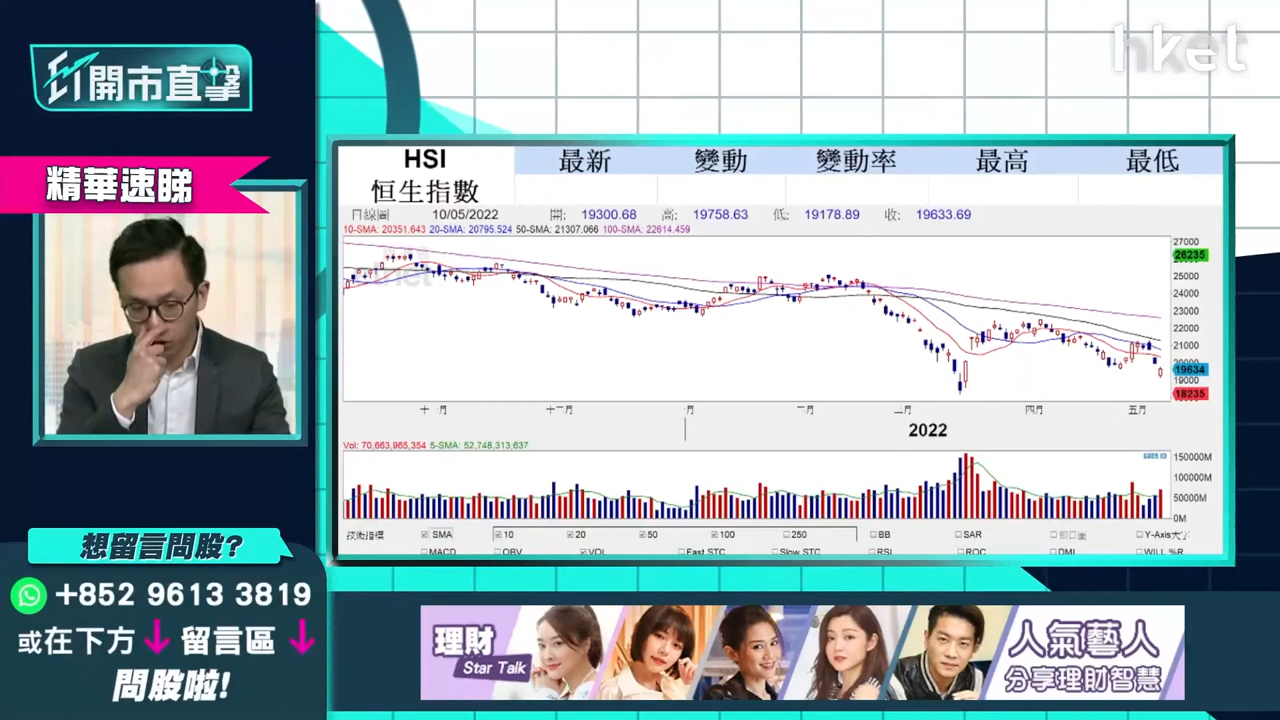 hket
ET開市直擊
精華速睇
HSI
恒生指數
最新 變動 變動率 最高 最低
日線圖 10/05/2022 開: 19300.68 高: 19758.63 低: 19178.89 收: 19633.69
10-SMA: 20351.643 20-SMA: 20795.524 50-SMA: 21307.066 100-SMA: 22614.459
27000
26235
25000
24000
23000
22000
21000
20000
19634
19000
18235
十一月 十二月 一月 二月 三月 四月 五月
2022
Vol: 70,663,965,354 5-SMA: 52,748,313,637
150000M
100000M
50000M
0M
技術指標 SMA 10 20 50 100 250 BB SAR Y-Axis大字
MACD OBV VOL Fast STC Slow STC RSI ROC DMI WILL %R
想留言問股?
+852 9613 3819
或在下方 留言區
問股啦!
理財
Star Talk
人氣藝人
分享理財智慧